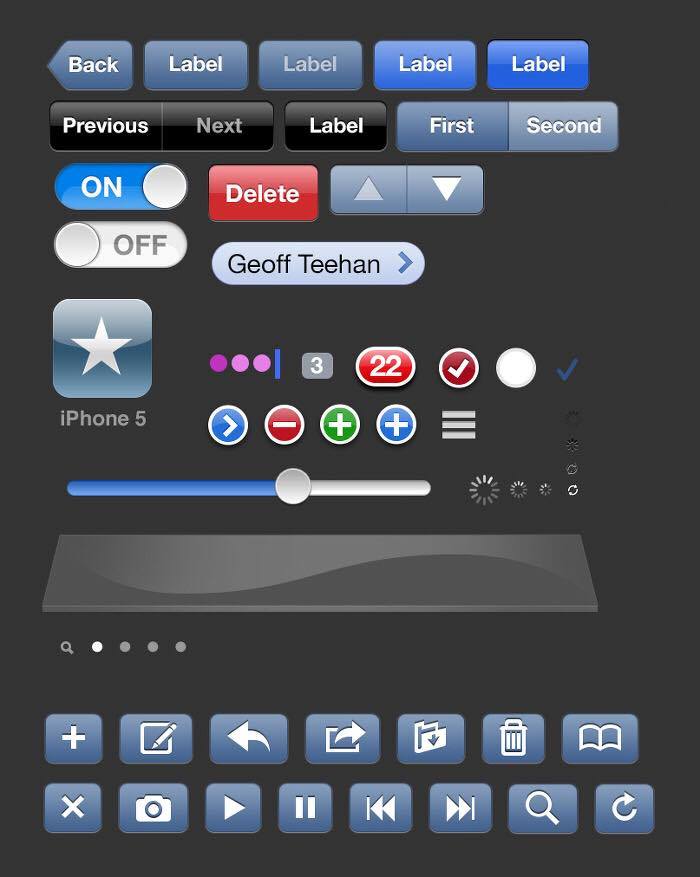 Back Label Label Label Label
Previous Next Label First Second
ON Delete
OFF
Geoff Teehan
3 22
iPhone 5